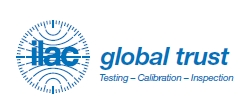 ilac
global trust
Testing – Calibration – Inspection